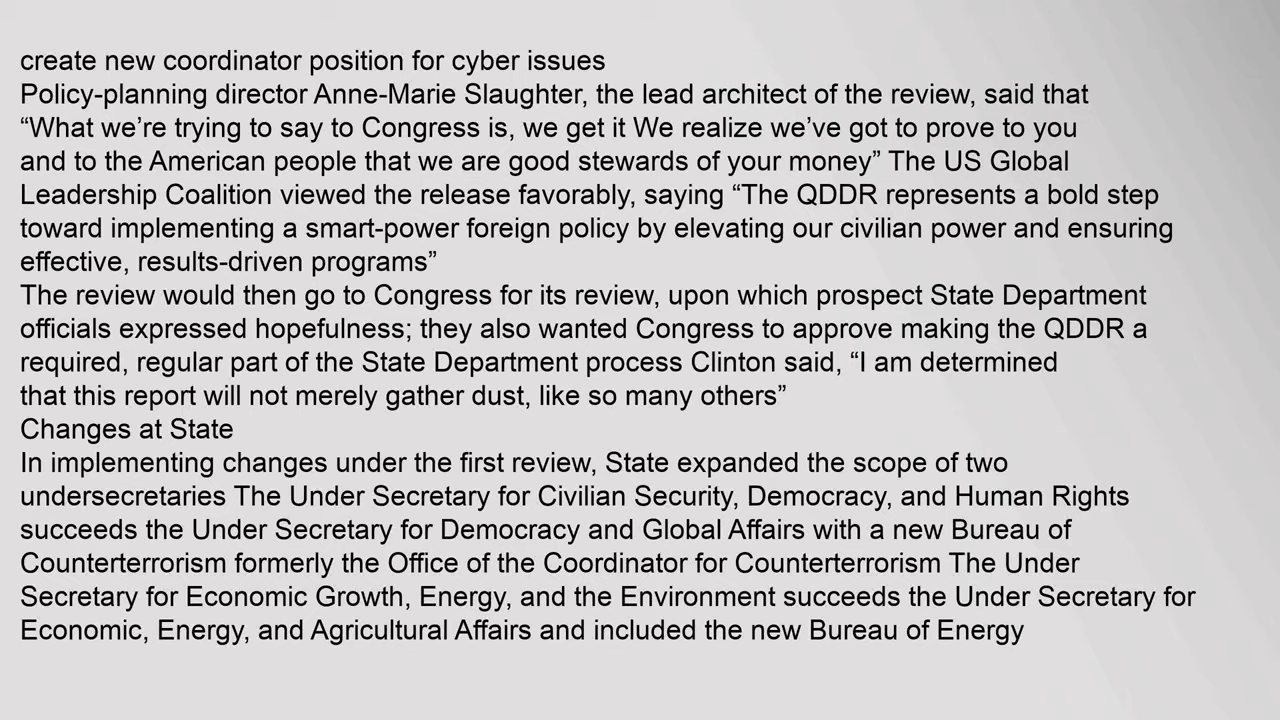 create new coordinator position for cyber issues
Policy-planning director Anne-Marie Slaughter, the lead architect of the review, said that
“What we’re trying to say to Congress is, we get it We realize we’ve got to prove to you
and to the American people that we are good stewards of your money” The US Global
Leadership Coalition viewed the release favorably, saying “The QDDR represents a bold step
toward implementing a smart-power foreign policy by elevating our civilian power and ensuring
effective, results-driven programs”
The review would then go to Congress for its review, upon which prospect State Department
officials expressed hopefulness; they also wanted Congress to approve making the QDDR a
required, regular part of the State Department process Clinton said, “I am determined
that this report will not merely gather dust, like so many others”
Changes at State
In implementing changes under the first review, State expanded the scope of two
undersecretaries The Under Secretary for Civilian Security, Democracy, and Human Rights
succeeds the Under Secretary for Democracy and Global Affairs with a new Bureau of
Counterterrorism formerly the Office of the Coordinator for Counterterrorism The Under
Secretary for Economic Growth, Energy, and the Environment succeeds the Under Secretary for
Economic, Energy, and Agricultural Affairs and included the new Bureau of Energy